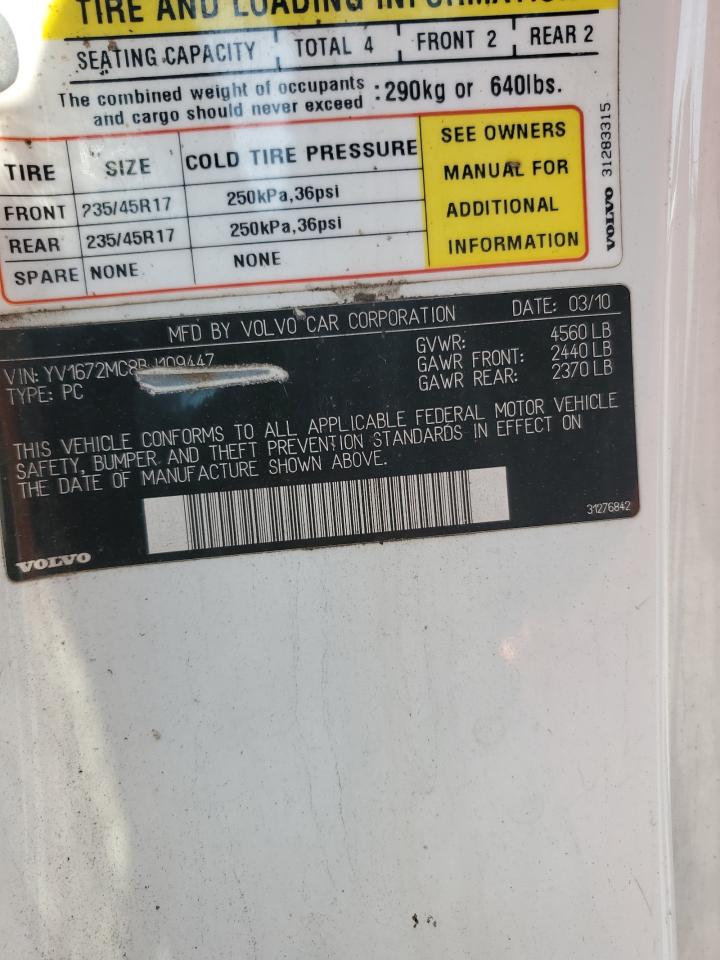 TIRE AND LOADING INFORMATION
SEATING CAPACITY TOTAL 4 FRONT 2 REAR 2
The combined weight of occupants and cargo should never exceed : 290kg or 640lbs.
TIRE SIZE COLD TIRE PRESSURE
FRONT 235/45R17 250kPa,36psi
REAR 235/45R17 250kPa,36psi
SPARE NONE NONE
SEE OWNERS
MANUAL FOR
ADDITIONAL
INFORMATION
VOLVO 31283315
MFD BY VOLVO CAR CORPORATION DATE: 03/10
VIN: GVWR: 4560 LB
TYPE: PC GAWR FRONT: 2440 LB
GAWR REAR: 2370 LB
THIS VEHICLE CONFORMS TO ALL APPLICABLE FEDERAL MOTOR VEHICLE
SAFETY, BUMPER AND THEFT PREVENTION STANDARDS IN EFFECT ON
THE DATE OF MANUFACTURE SHOWN ABOVE.
31276842
VOLVO